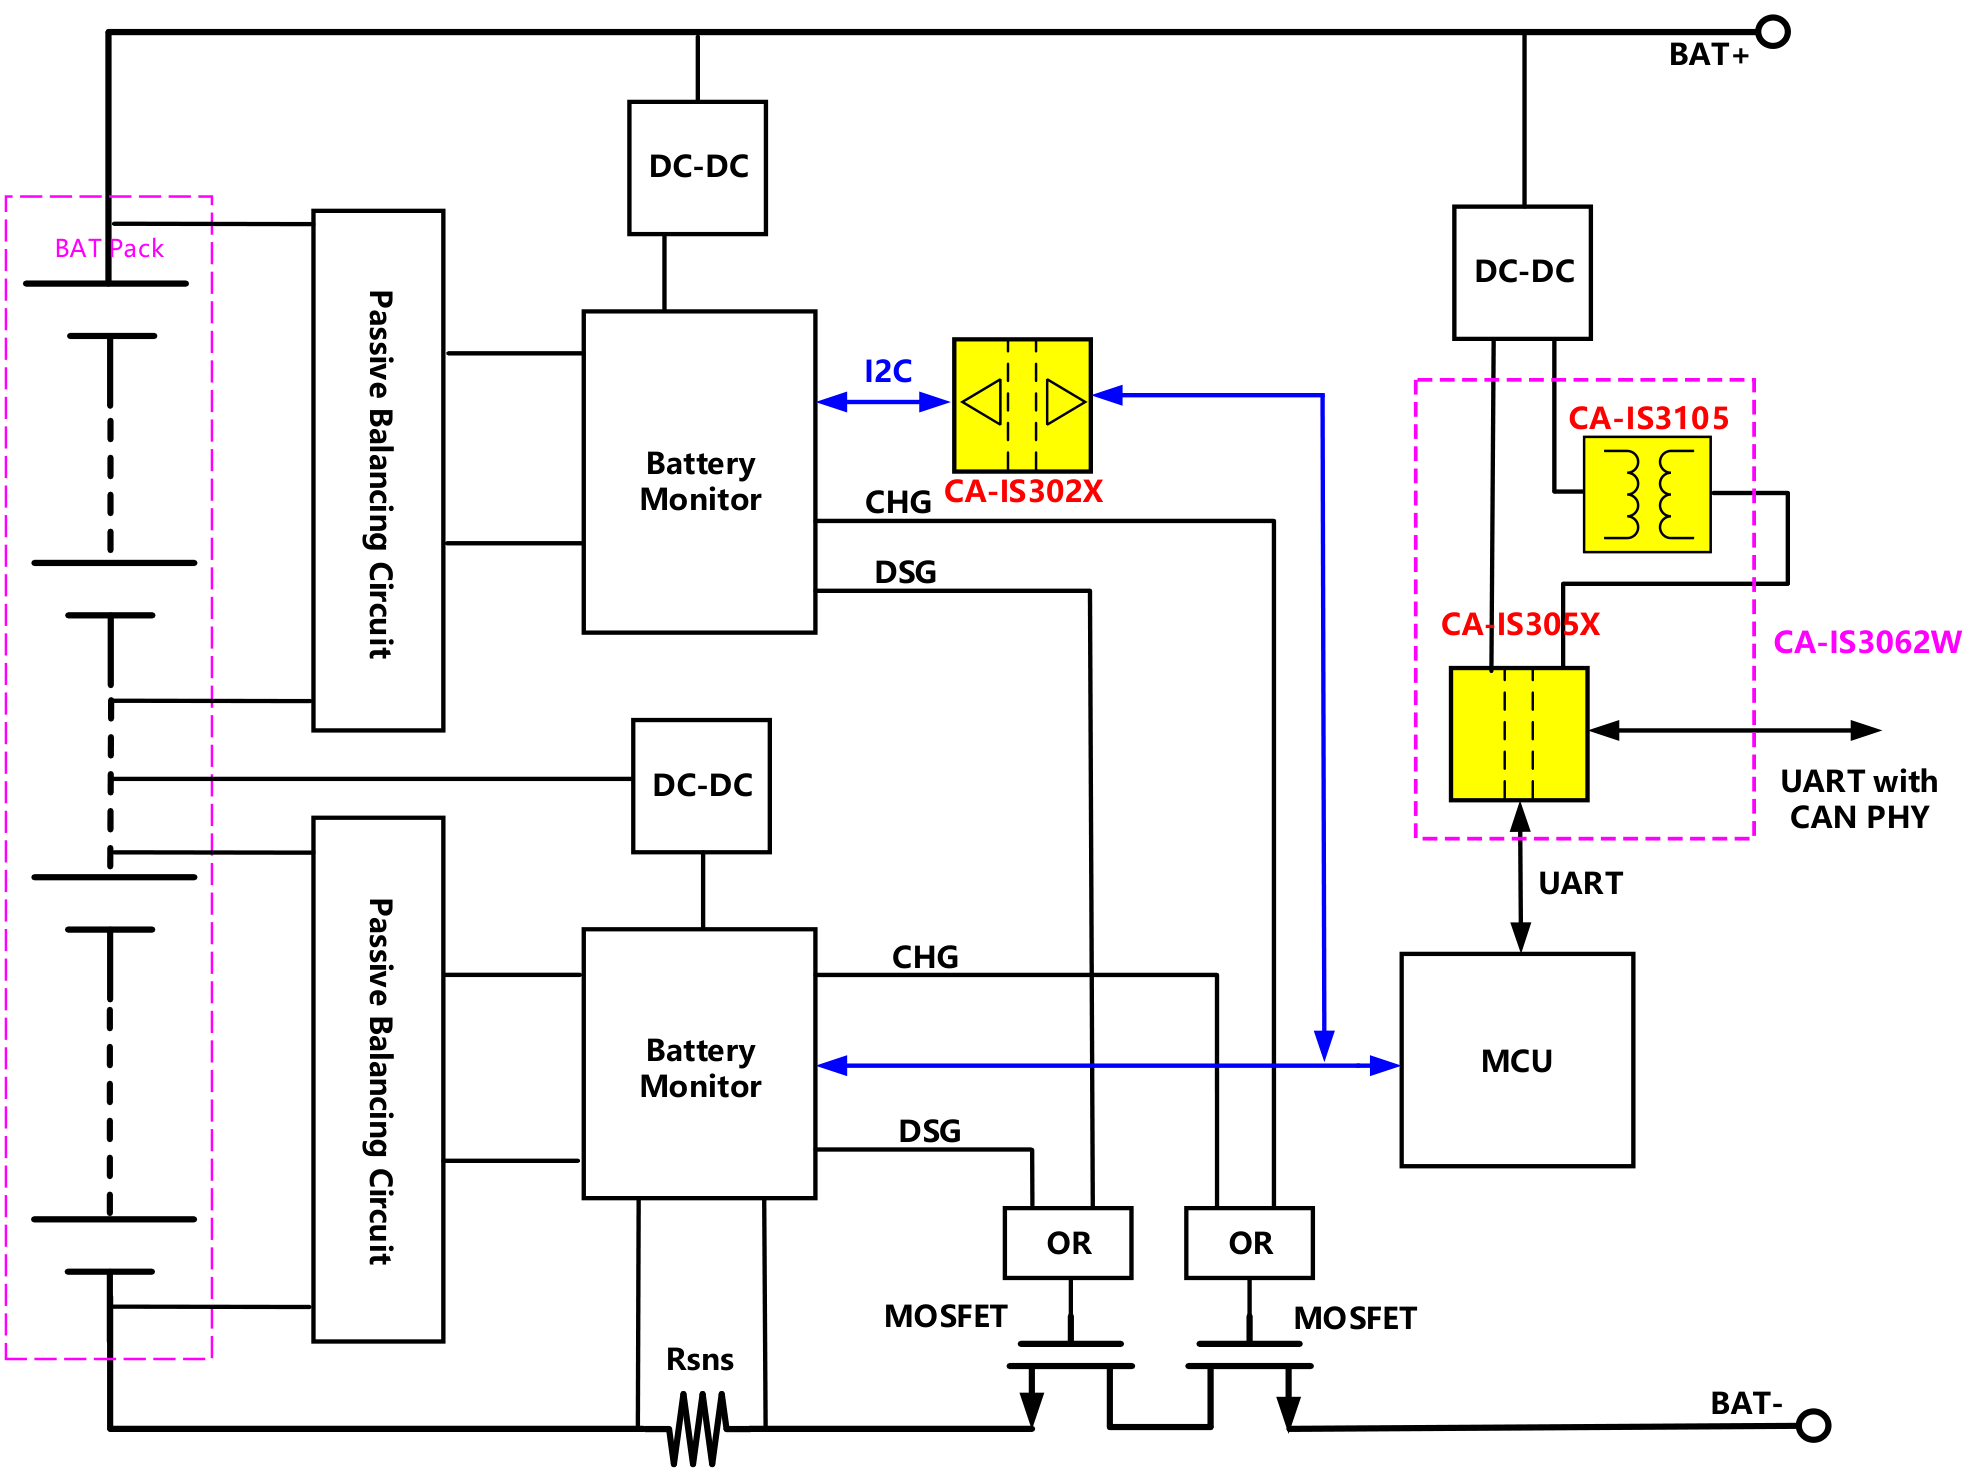 BAT+
DC-DC
BAT Pack
DC-DC
Passive Balancing Circuit
I2C
CA-IS3105
Battery
Monitor
CA-IS302X
CHG
DSG
CA-IS305X
CA-IS3062W
DC-DC
UART with
CAN PHY
UART
Passive Balancing Circuit
CHG
Battery
Monitor
MCU
DSG
OR
OR
MOSFET
MOSFET
Rsns
BAT-